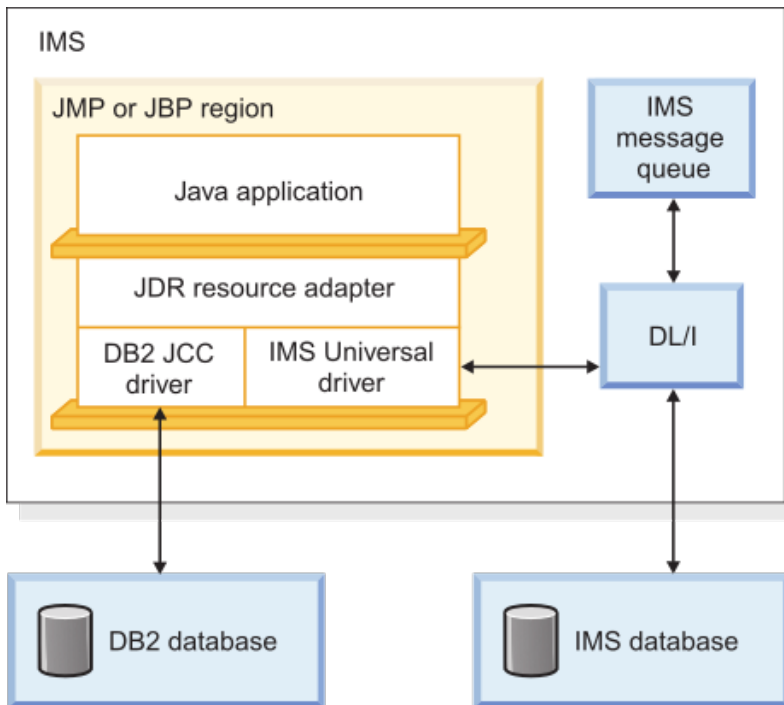 IMS
JMP or JBP region
Java application
JDR resource adapter
DB2 JCC
driver
IMS Universal
driver
IMS
message
queue
DL/I
DB2 database
IMS database